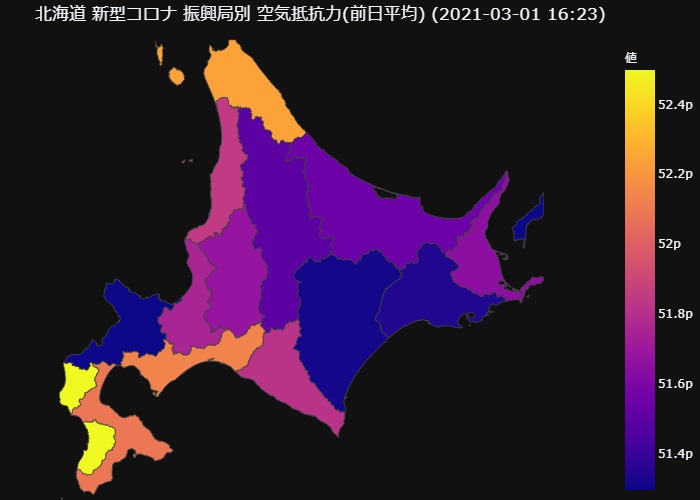 北海道 新型コロナ 振興局別 空気抵抗力(前日平均) (2021-03-01 16:23)
値
52.4p
52.2p
52p
51.8p
51.6p
51.4p